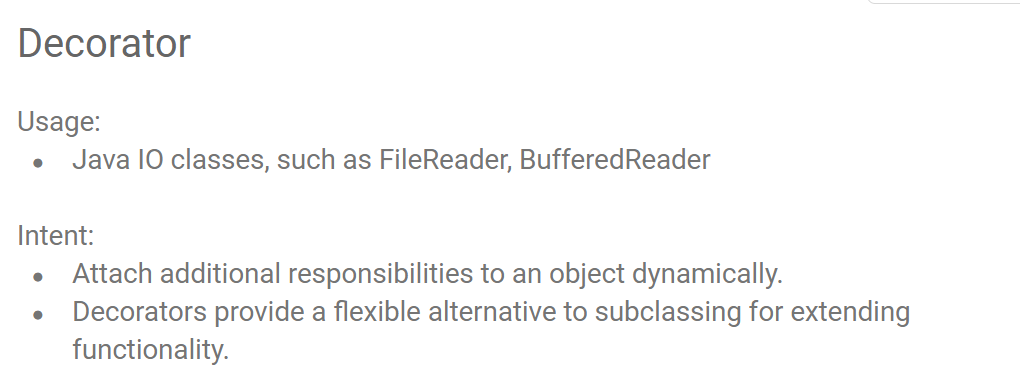 Decorator
Usage:
● Java IO classes, such as FileReader, BufferedReader
Intent:
● Attach additional responsibilities to an object dynamically.
● Decorators provide a flexible alternative to subclassing for extending
functionality.